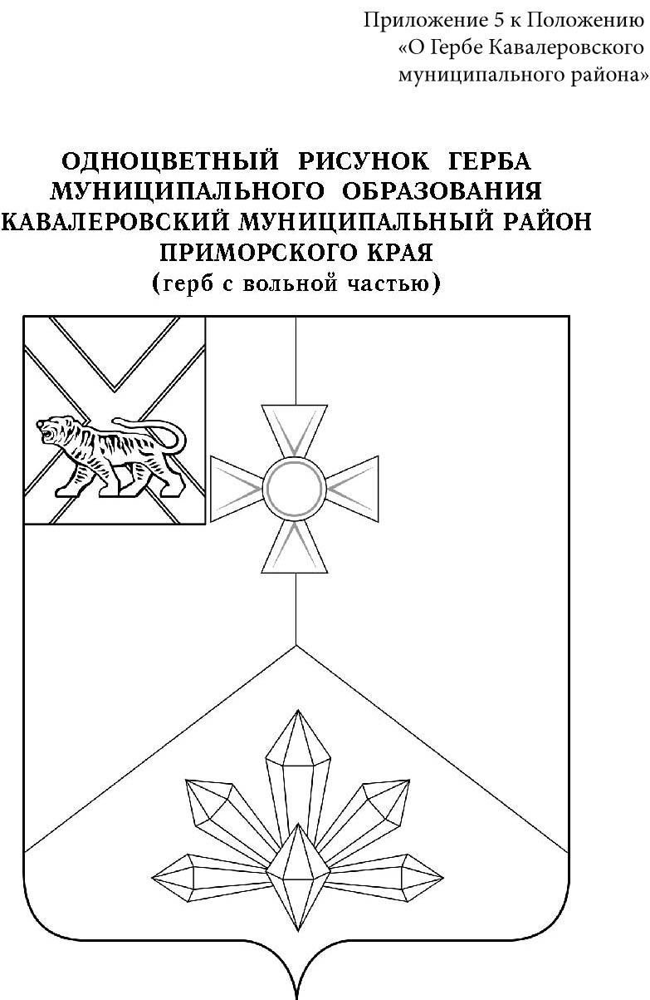 Приложение 5 к Положению
«О Гербе Кавалеровского
муниципального района»
ОДНОЦВЕТНЫЙ РИСУНОК ГЕРБА
МУНИЦИПАЛЬНОГО ОБРАЗОВАНИЯ
КАВАЛЕРОВСКИЙ МУНИЦИПАЛЬНЫЙ РАЙОН
ПРИМОРСКОГО КРАЯ
(герб с вольной частью)